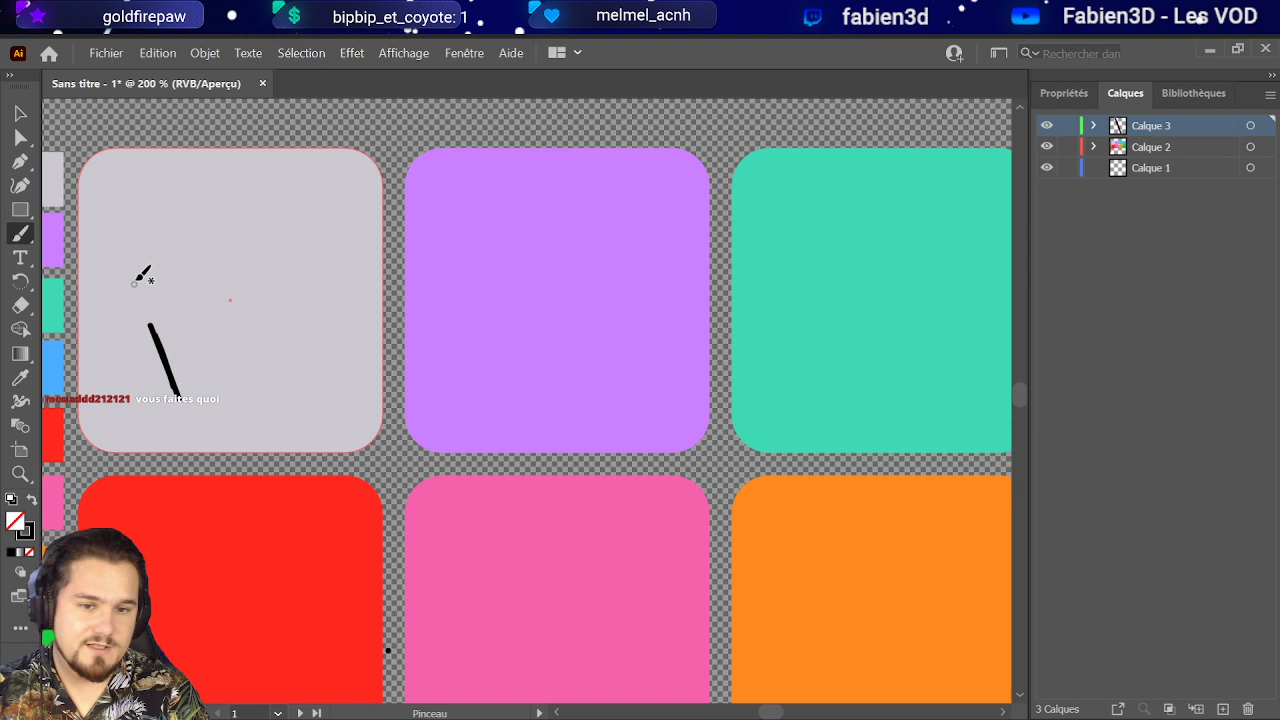 goldfirepaw
bipbip_et_coyote: 1
melmel_acnh
fabien3d
Fabien3D - Les VOD
Ai
Fichier
Edition
Objet
Texte
Sélection
Effet
Affichage
Fenêtre
Aide
Rechercher dan
Sans titre - 1* @ 200 % (RVB/Aperçu)
Propriétés
Calques
Bibliothèques
Calque 3
Calque 2
Calque 1
vous faites quoi
1
Pinceau
3 Calques